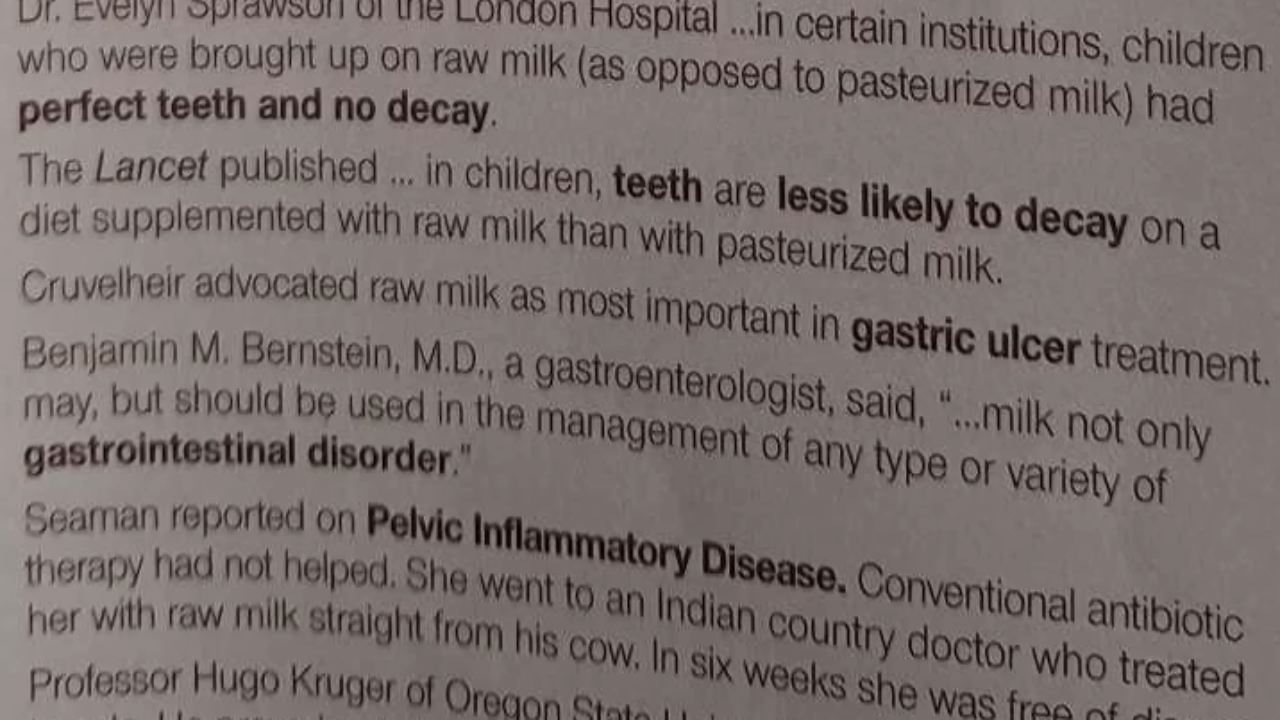 Dr. Evelyn Sprawson of the London Hospital ...in certain institutions, children
who were brought up on raw milk (as opposed to pasteurized milk) had
perfect teeth and no decay.
The Lancet published ... in children, teeth are less likely to decay on a
diet supplemented with raw milk than with pasteurized milk.
Cruvelheir advocated raw milk as most important in gastric ulcer treatment.
Benjamin M. Bernstein, M.D., a gastroenterologist, said, “...milk not only
may, but should be used in the management of any type or variety of
gastrointestinal disorder."
Seaman reported on Pelvic Inflammatory Disease. Conventional antibiotic
therapy had not helped. She went to an Indian country doctor who treated
her with raw milk straight from his cow. In six weeks she was free of
Professor Hugo Kruger of Oregon State